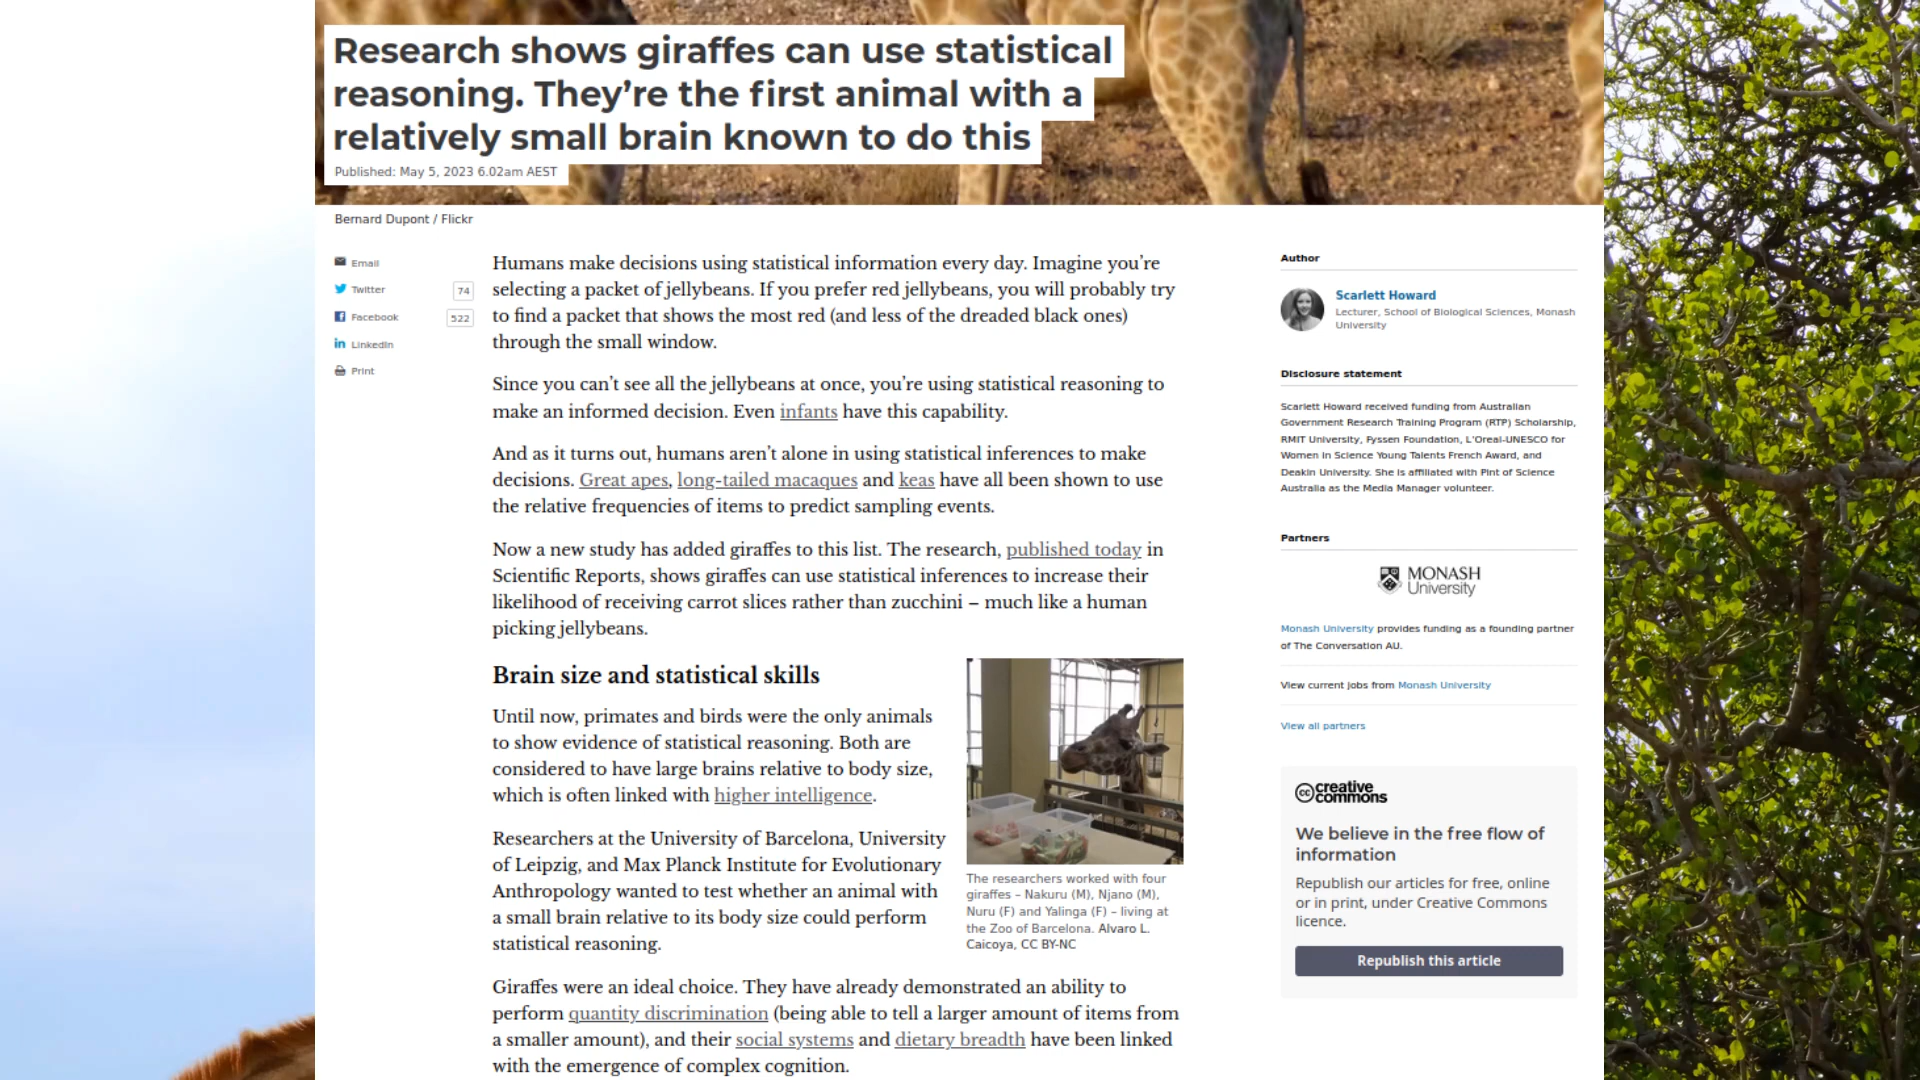 Research shows giraffes can use statistical
reasoning. They’re the first animal with a
relatively small brain known to do this
Published: May 5, 2023 6.02am AEST
Bernard Dupont / Flickr
Email
Twitter 74
Facebook 522
LinkedIn
Print
Humans make decisions using statistical information every day. Imagine you’re
selecting a packet of jellybeans. If you prefer red jellybeans, you will probably try
to find a packet that shows the most red (and less of the dreaded black ones)
through the small window.
Since you can’t see all the jellybeans at once, you’re using statistical reasoning to
make an informed decision. Even infants have this capability.
And as it turns out, humans aren’t alone in using statistical inferences to make
decisions. Great apes, long-tailed macaques and keas have all been shown to use
the relative frequencies of items to predict sampling events.
Now a new study has added giraffes to this list. The research, published today in
Scientific Reports, shows giraffes can use statistical inferences to increase their
likelihood of receiving carrot slices rather than zucchini – much like a human
picking jellybeans.
Brain size and statistical skills
Until now, primates and birds were the only animals
to show evidence of statistical reasoning. Both are
considered to have large brains relative to body size,
which is often linked with higher intelligence.
Researchers at the University of Barcelona, University
of Leipzig, and Max Planck Institute for Evolutionary
Anthropology wanted to test whether an animal with
a small brain relative to its body size could perform
statistical reasoning.
The researchers worked with four
giraffes – Nakuru (M), Njano (M),
Nuru (F) and Yalinga (F) – living at
the Zoo of Barcelona. Alvaro L.
Caicoya, CC BY-NC
Giraffes were an ideal choice. They have already demonstrated an ability to
perform quantity discrimination (being able to tell a larger amount of items from
a smaller amount), and their social systems and dietary breadth have been linked
with the emergence of complex cognition.
Author
Scarlett Howard
Lecturer, School of Biological Sciences, Monash
University
Disclosure statement
Scarlett Howard received funding from Australian
Government Research Training Program (RTP) Scholarship,
RMIT University, Fyssen Foundation, L'Oreal-UNESCO for
Women in Science Young Talents French Award, and
Deakin University. She is affiliated with Pint of Science
Australia as the Media Manager volunteer.
Partners
MONASH
University
Monash University provides funding as a founding partner
of The Conversation AU.
View current jobs from Monash University
View all partners
cc creative
commons
We believe in the free flow of
information
Republish our articles for free, online
or in print, under Creative Commons
licence.
Republish this article